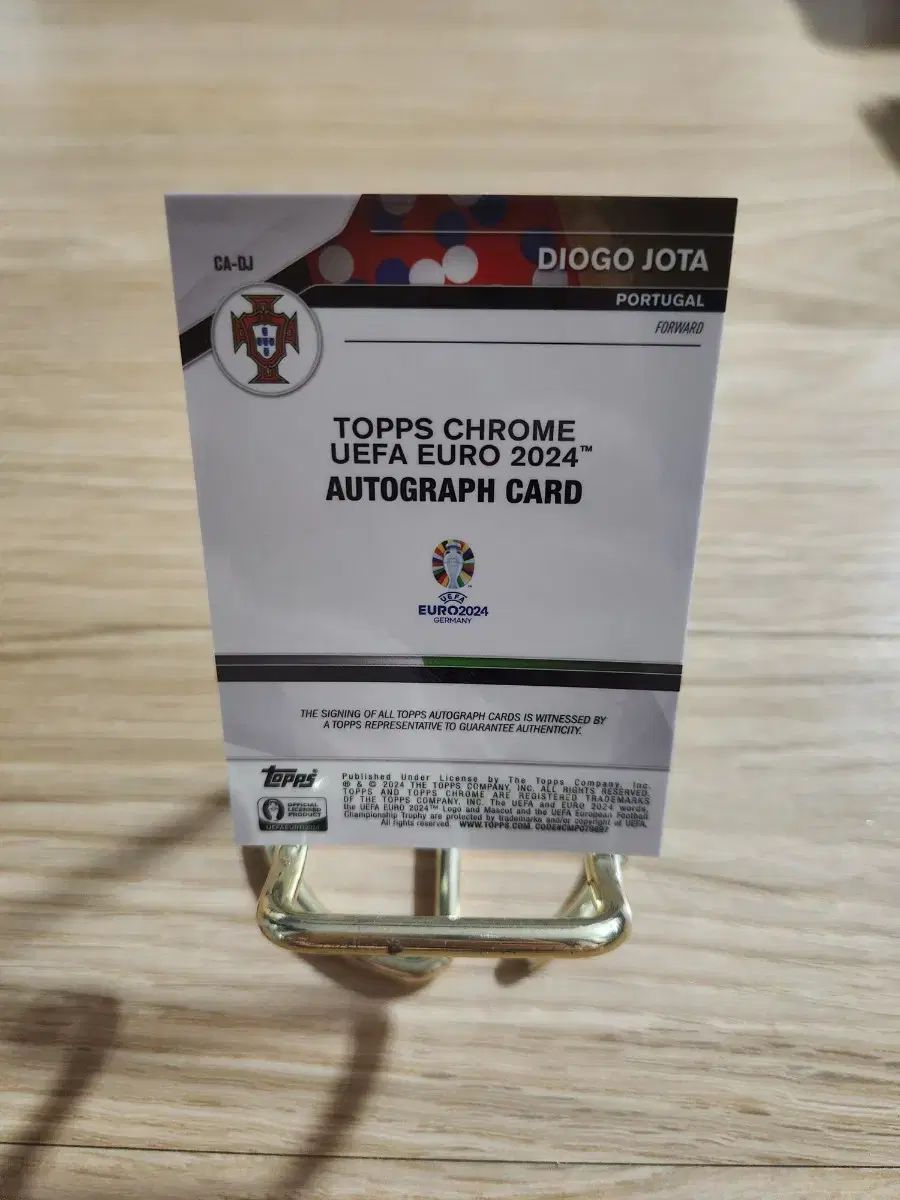 CA-DJ
DIOGO JOTA
PORTUGAL
FORWARD
TOPPS CHROME
UEFA EURO 2024™
AUTOGRAPH CARD
UEFA
EURO2024
GERMANY
THE SIGNING OF ALL TOPPS AUTOGRAPH CARDS IS WITNESSED BY
A TOPPS REPRESENTATIVE TO GUARANTEE AUTHENTICITY.
Topps
OFFICIAL
LICENSED
PRODUCT
Published Under License by The Topps Company, Inc.
® & © 2024 THE TOPPS COMPANY, INC. ALL RIGHTS RESERVED.
TOPPS AND TOPPS CHROME ARE REGISTERED TRADEMARKS
OF THE TOPPS COMPANY, INC. The UEFA and EURO 2024 words,
the UEFA EURO 2024™ Logo and Mascot and the UEFA European Football
Championship Trophy are protected by trademarks and/or copyright of UEFA.
All rights reserved. WWW.TOPPS.COM